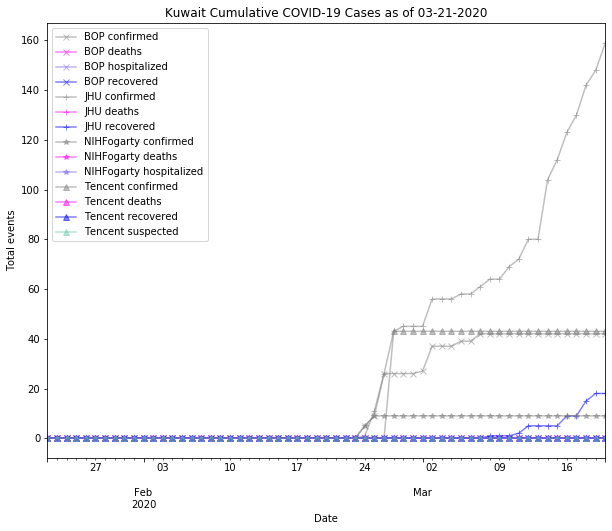 Kuwait Cumulative COVID-19 Cases as of 03-21-2020
BOP confirmed
BOP deaths
BOP hospitalized
BOP recovered
JHU confirmed
JHU deaths
JHU recovered
NIHFogarty confirmed
NIHFogarty deaths
NIHFogarty hospitalized
Tencent confirmed
Tencent deaths
Tencent recovered
Tencent suspected
Total events
160
140
120
100
80
60
40
20
0
27 03 10 17 24 02 09 16
Feb Mar
2020
Date